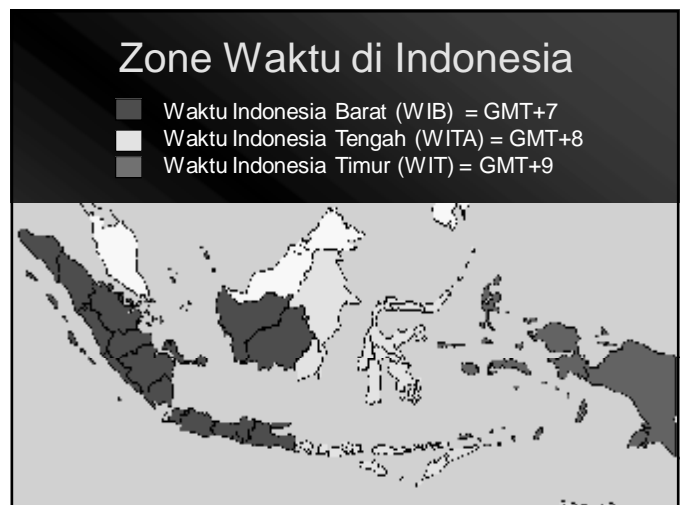 Zone Waktu di Indonesia
Waktu Indonesia Barat (WIB) = GMT+7
Waktu Indonesia Tengah (WITA) = GMT+8
Waktu Indonesia Timur (WIT) = GMT+9